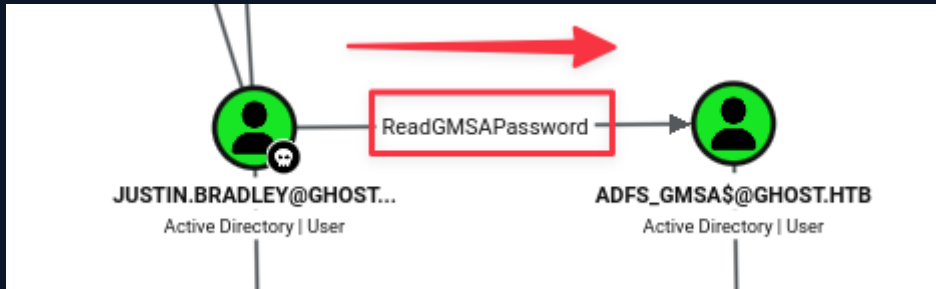 ReadGMSAPassword
JUSTIN.BRADLEY@GHOST... ADFS_GMSA$@GHOST.HTB
Active Directory | User Active Directory | User